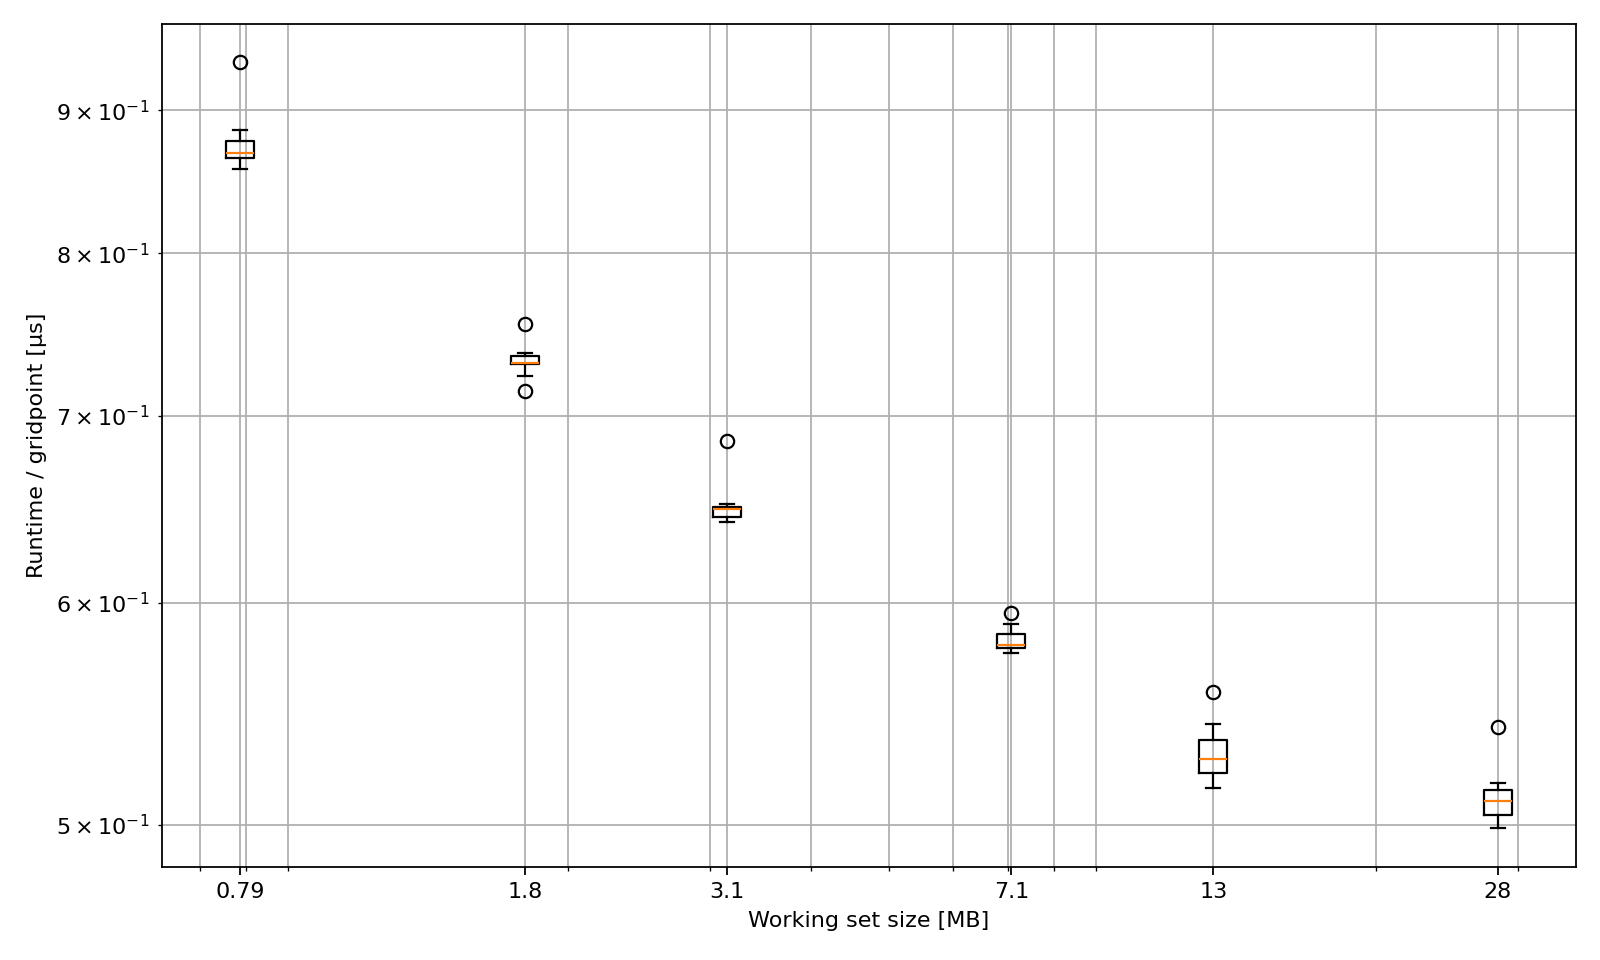 9 × 10⁻¹
8 × 10⁻¹
7 × 10⁻¹
6 × 10⁻¹
5 × 10⁻¹
Runtime / gridpoint [µs]
0.79 1.8 3.1 7.1 13 28
Working set size [MB]